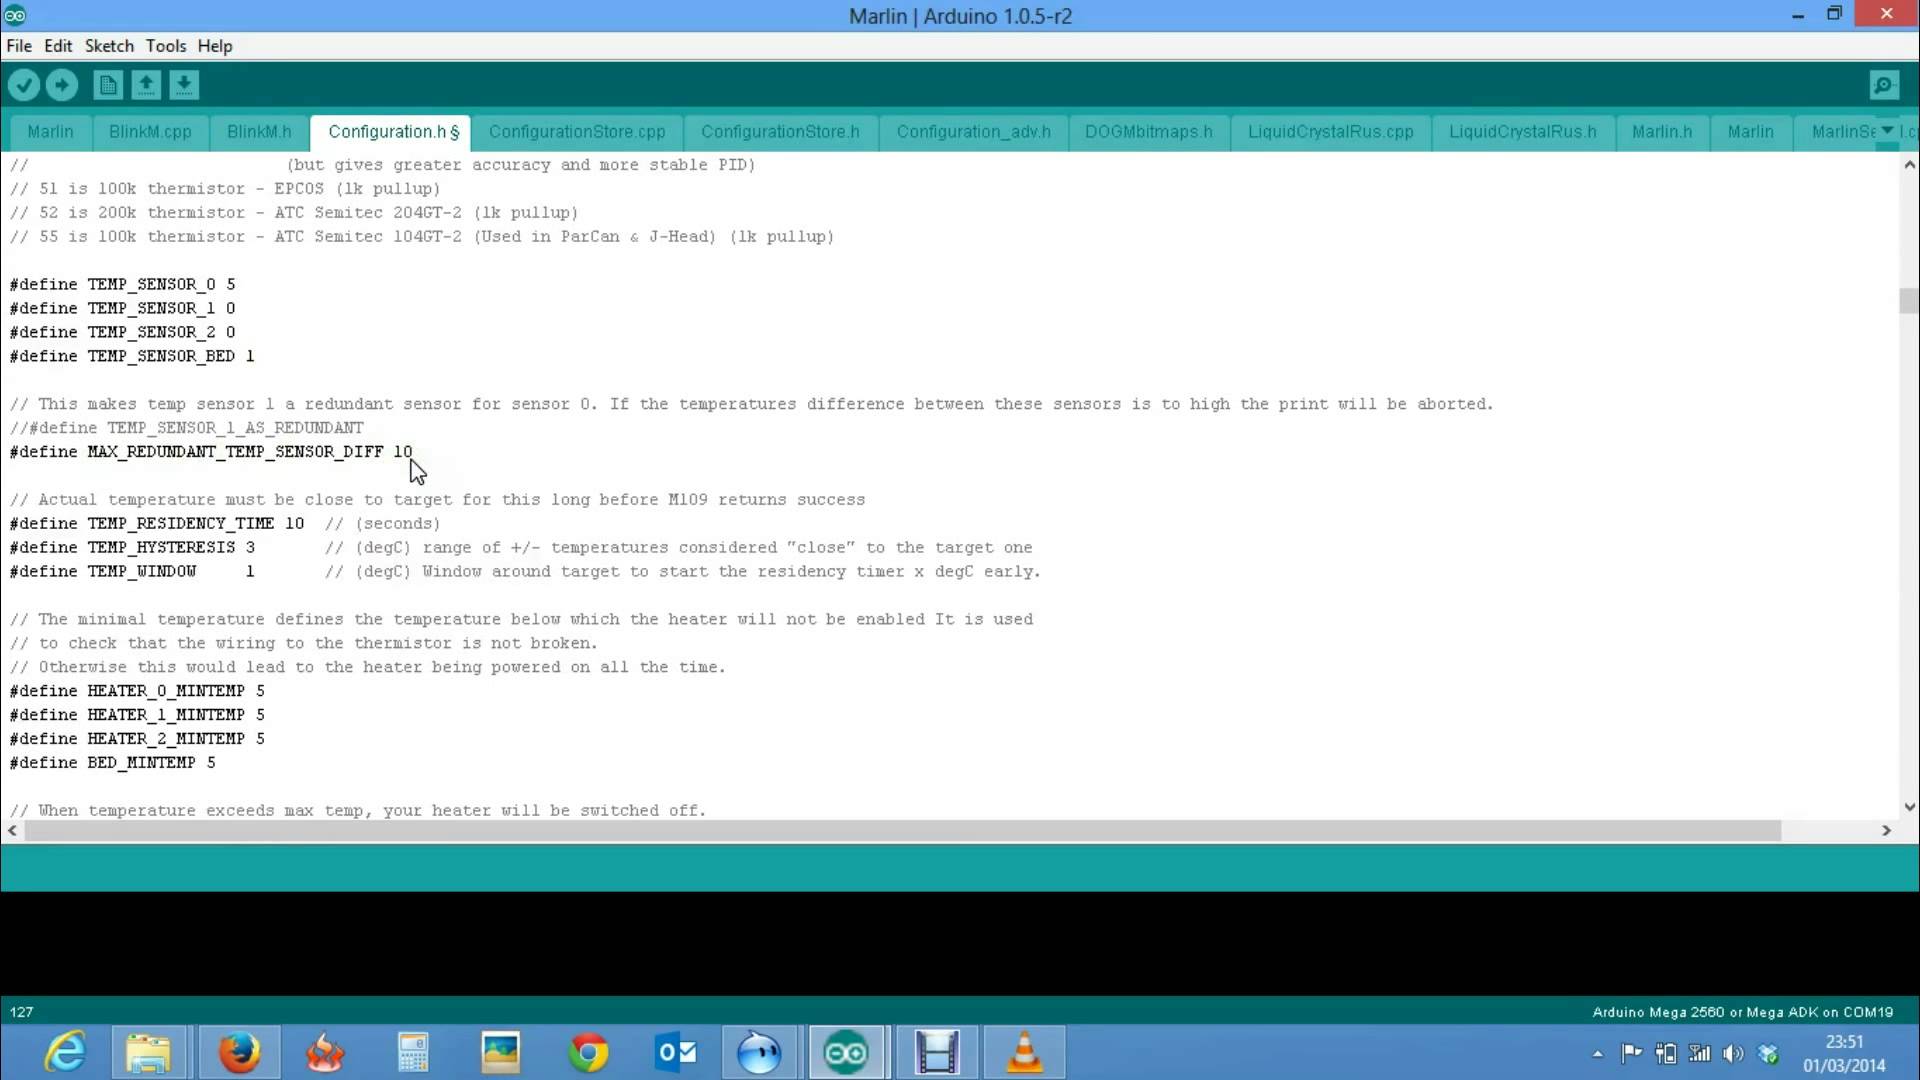 Marlin | Arduino 1.0.5-r2
File Edit Sketch Tools Help
Marlin BlinkM.cpp BlinkM.h Configuration.h § ConfigurationStore.cpp ConfigurationStore.h Configuration_adv.h DOGMbitmaps.h LiquidCrystalRus.cpp LiquidCrystalRus.h Marlin.h Marlin MarlinSe
// (but gives greater accuracy and more stable PID)
// 51 is 100k thermistor - EPCOS (1k pullup)
// 52 is 200k thermistor - ATC Semitec 204GT-2 (1k pullup)
// 55 is 100k thermistor - ATC Semitec 104GT-2 (Used in ParCan & J-Head) (1k pullup)
#define TEMP_SENSOR_0 5
#define TEMP_SENSOR_1 0
#define TEMP_SENSOR_2 0
#define TEMP_SENSOR_BED 1
// This makes temp sensor 1 a redundant sensor for sensor 0. If the temperatures difference between these sensors is to high the print will be aborted.
//#define TEMP_SENSOR_1_AS_REDUNDANT
#define MAX_REDUNDANT_TEMP_SENSOR_DIFF 10
// Actual temperature must be close to target for this long before M109 returns success
#define TEMP_RESIDENCY_TIME 10 // (seconds)
#define TEMP_HYSTERESIS 3 // (degC) range of +/- temperatures considered "close" to the target one
#define TEMP_WINDOW 1 // (degC) Window around target to start the residency timer x degC early.
// The minimal temperature defines the temperature below which the heater will not be enabled It is used
// to check that the wiring to the thermistor is not broken.
// Otherwise this would lead to the heater being powered on all the time.
#define HEATER_0_MINTEMP 5
#define HEATER_1_MINTEMP 5
#define HEATER_2_MINTEMP 5
#define BED_MINTEMP 5
// When temperature exceeds max temp, your heater will be switched off.
127
Arduino Mega 2560 or Mega ADK on COM19
23:51
01/03/2014